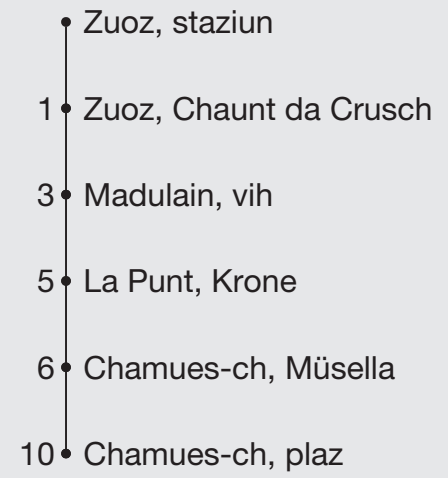 Zuoz, staziun
1 Zuoz, Chaunt da Crusch
3 Madulain, vih
5 La Punt, Krone
6 Chamues-ch, Müsella
10 Chamues-ch, plaz